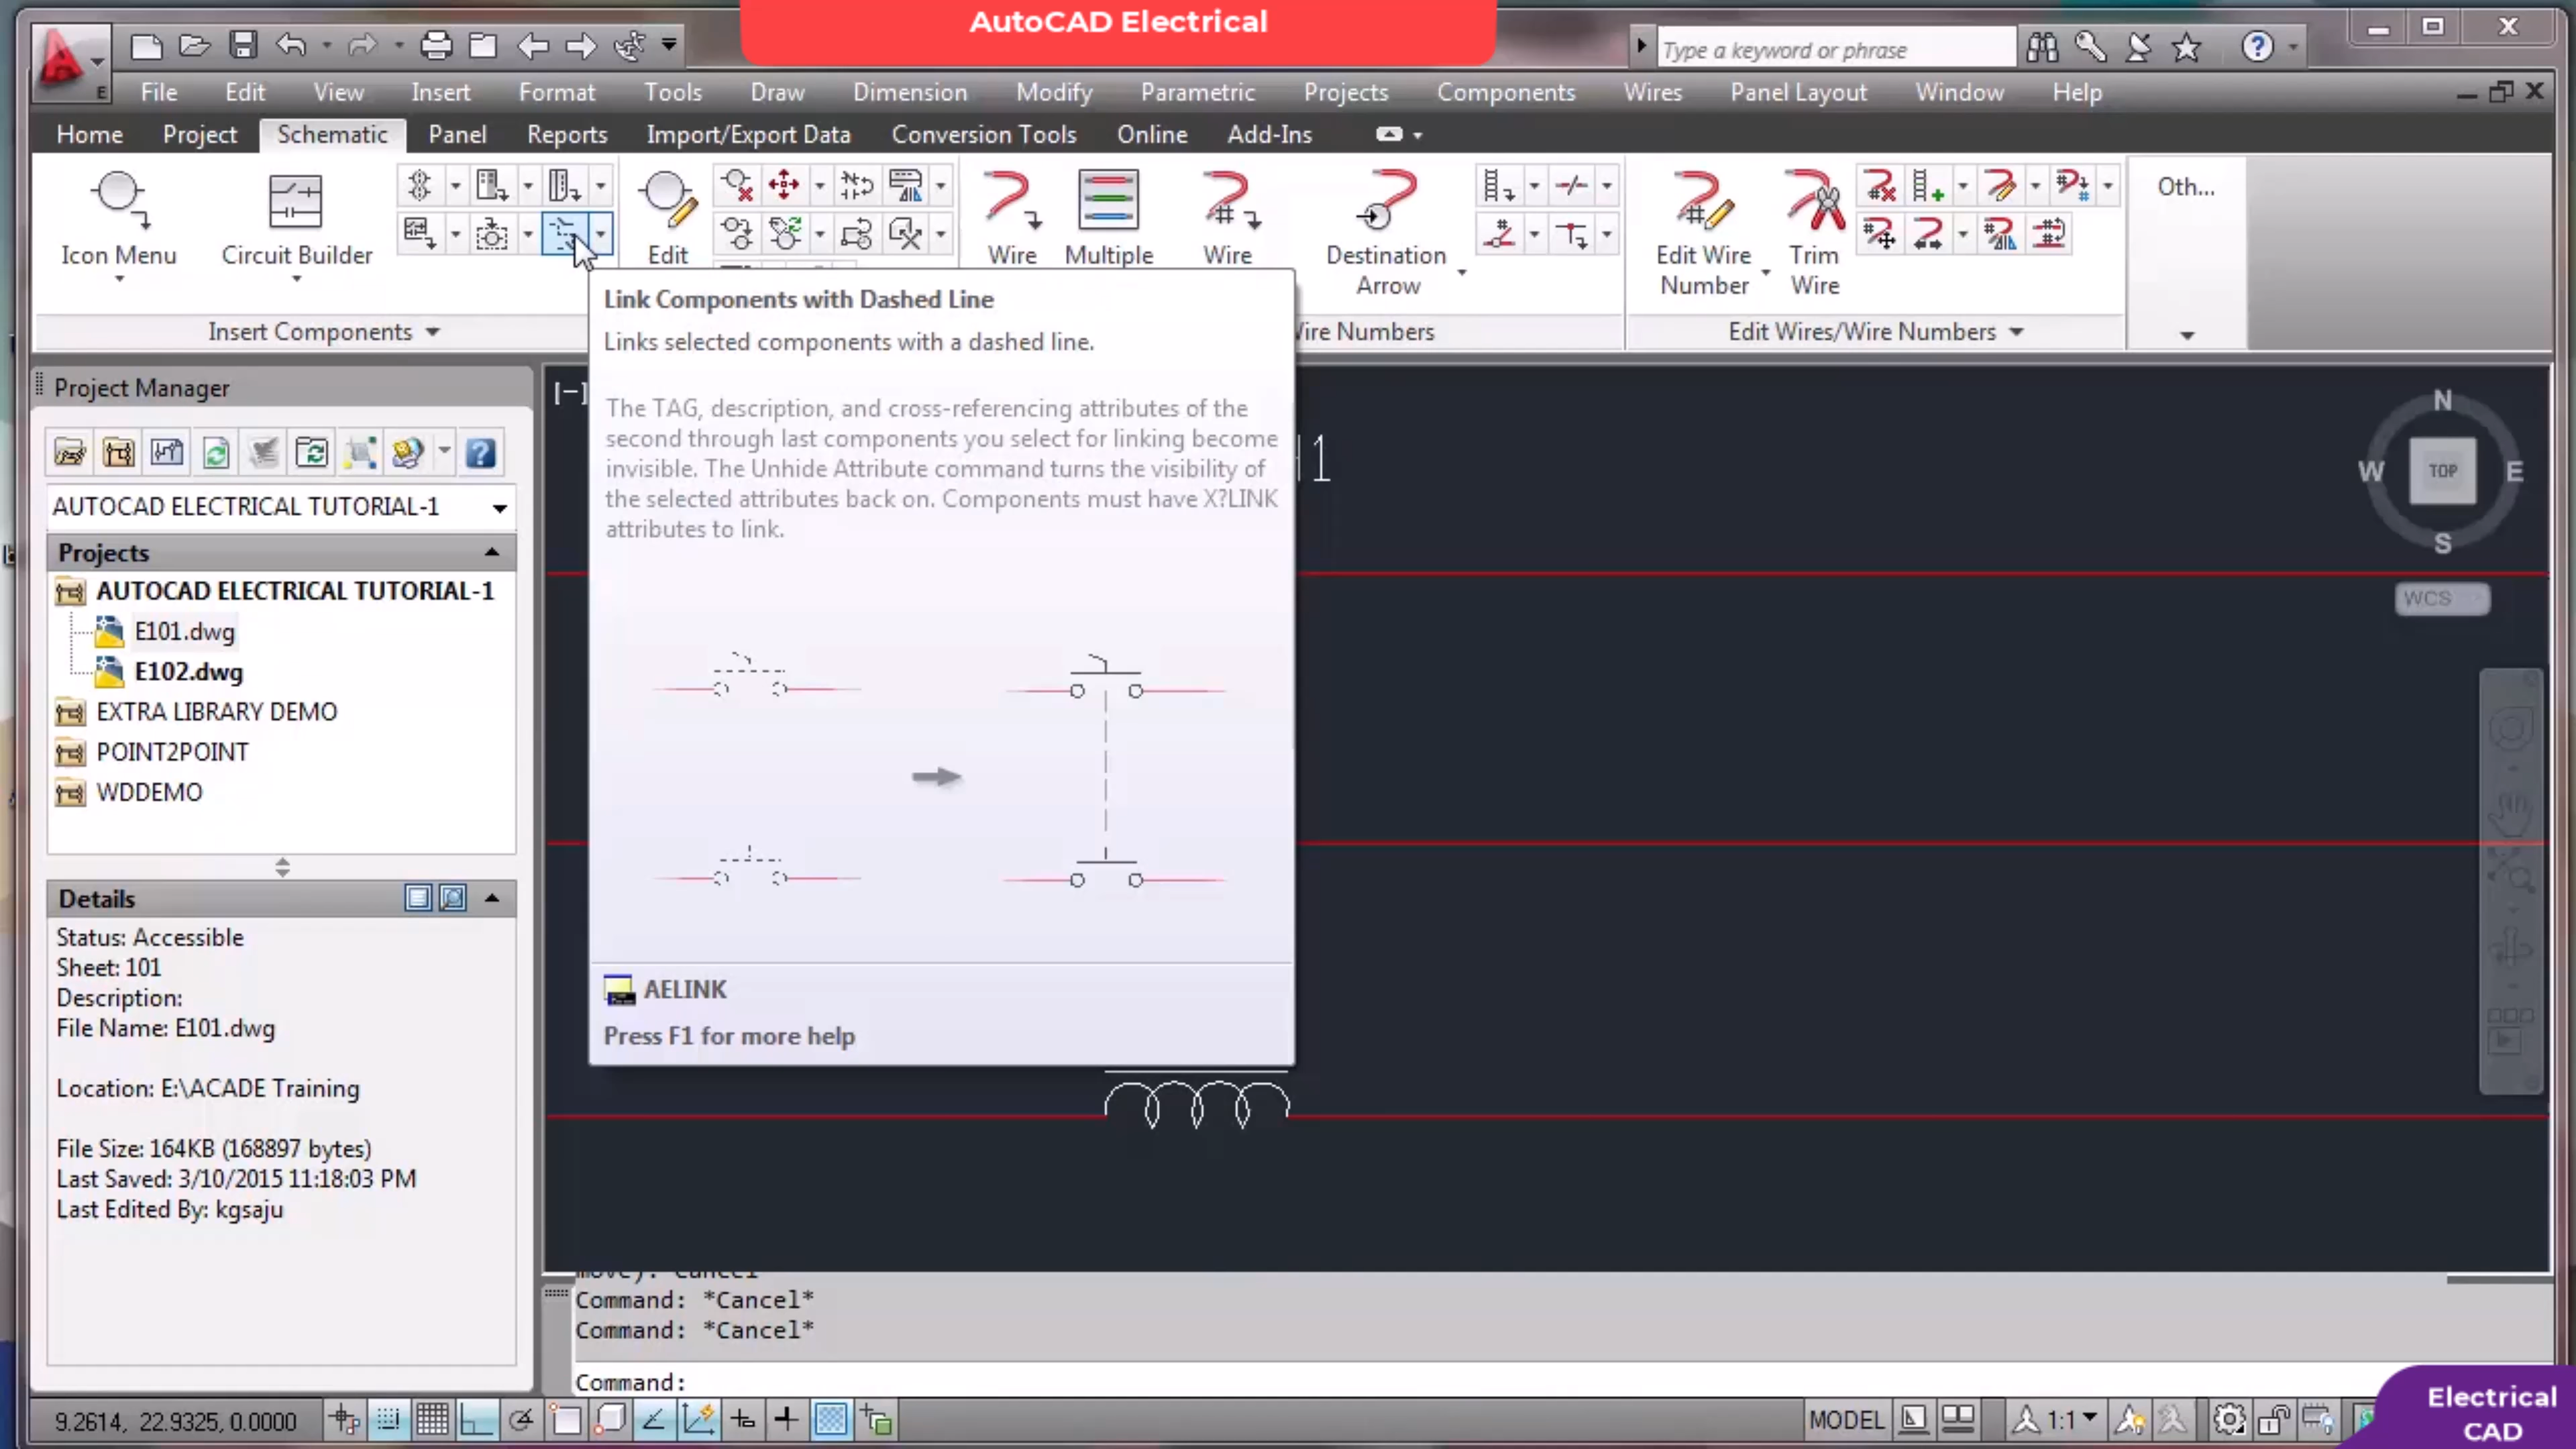 AutoCAD Electrical
Type a keyword or phrase
E
File Edit View Insert Format Tools Draw Dimension Modify Parametric Projects Components Wires Panel Layout Window Help
Home Project Schematic Panel Reports Import/Export Data Conversion Tools Online Add-Ins
Icon Menu
Circuit Builder
Edit
Wire
Multiple
Wire
Destination
Arrow
Edit Wire
Number
Trim
Wire
Oth...
Insert Components
Wire Numbers
Edit Wires/Wire Numbers
Link Components with Dashed Line
Links selected components with a dashed line.
The TAG, description, and cross-referencing attributes of the
second through last components you select for linking become
invisible. The Unhide Attribute command turns the visibility of
the selected attributes back on. Components must have X?LINK
attributes to link.
AELINK
Press F1 for more help
Project Manager
AUTOCAD ELECTRICAL TUTORIAL-1
Projects
AUTOCAD ELECTRICAL TUTORIAL-1
E101.dwg
E102.dwg
EXTRA LIBRARY DEMO
POINT2POINT
WDDEMO
Details
Status: Accessible
Sheet: 101
Description:
File Name: E101.dwg
Location: E:\ACADE Training
File Size: 164KB (168897 bytes)
Last Saved: 3/10/2015 11:18:03 PM
Last Edited By: kgsaju
[−]
1
N
W TOP E
S
WCS
Command: *Cancel*
Command: *Cancel*
Command:
9.2614, 22.9325, 0.0000
MODEL
1:1
Electrical
CAD